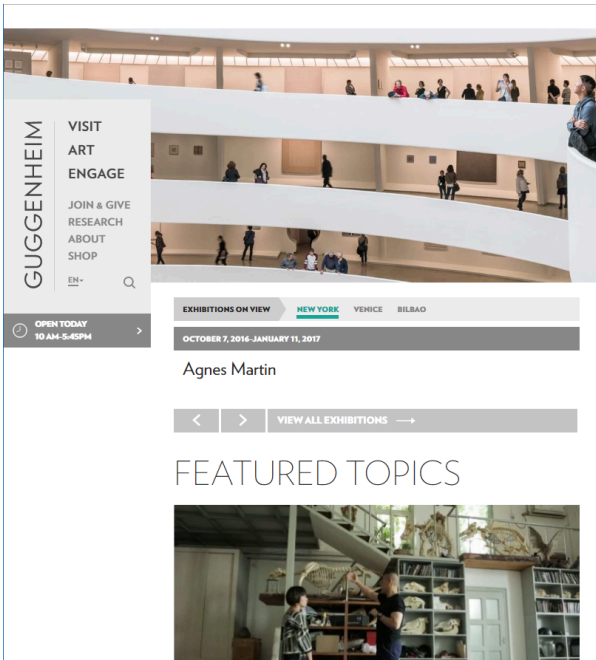 GUGGENHEIM
VISIT
ART
ENGAGE
JOIN & GIVE
RESEARCH
ABOUT
SHOP
EN
OPEN TODAY
10 AM-5:45PM
EXHIBITIONS ON VIEW NEW YORK VENICE BILBAO
OCTOBER 7, 2016-JANUARY 11, 2017
Agnes Martin
VIEW ALL EXHIBITIONS
FEATURED TOPICS